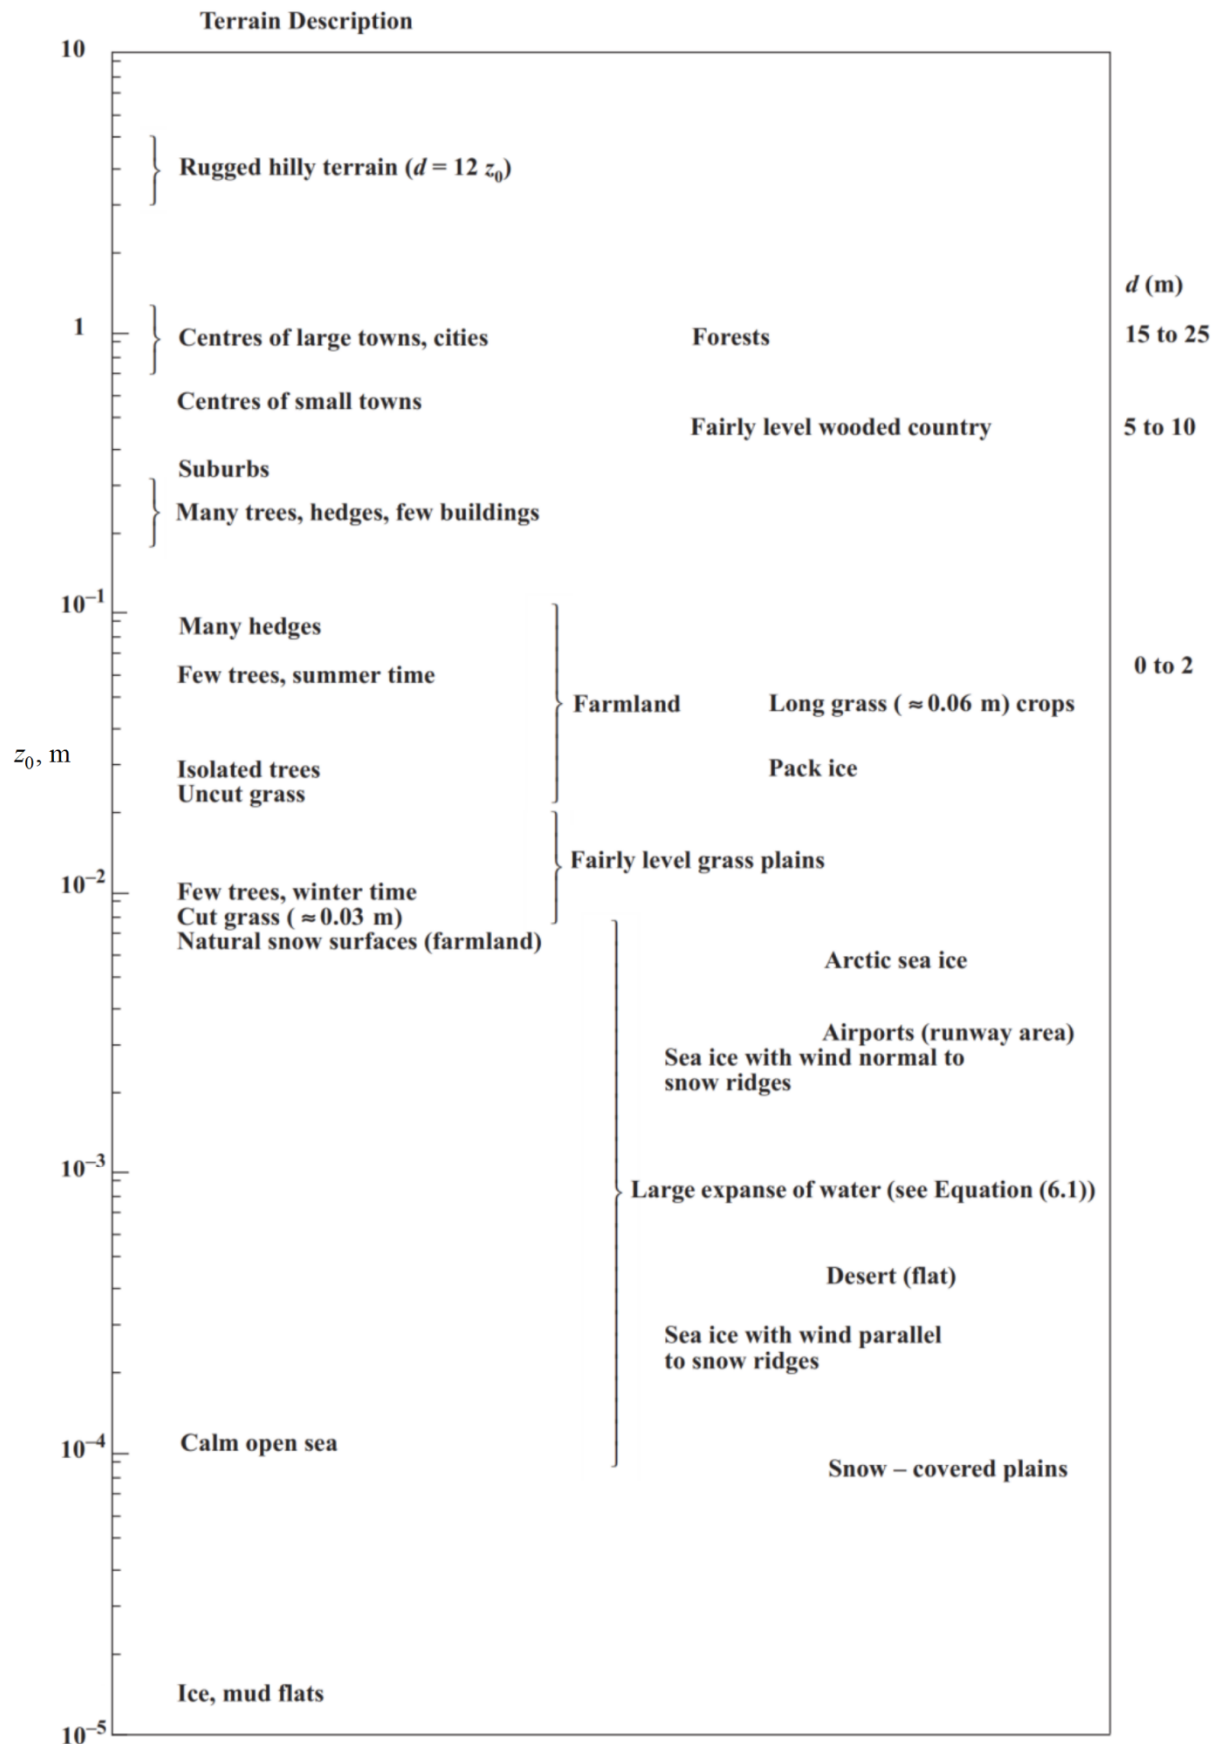 Terrain Description
10
Rugged hilly terrain (d = 12 z₀)
d (m)
1
Centres of large towns, cities
Forests
15 to 25
Centres of small towns
Fairly level wooded country
5 to 10
Suburbs
Many trees, hedges, few buildings
10⁻¹
Many hedges
0 to 2
Few trees, summer time
Farmland
Long grass ( ≈ 0.06 m) crops
z₀, m
Isolated trees
Pack ice
Uncut grass
Fairly level grass plains
10⁻²
Few trees, winter time
Cut grass ( ≈ 0.03 m)
Natural snow surfaces (farmland)
Arctic sea ice
Airports (runway area)
Sea ice with wind normal to
snow ridges
10⁻³
Large expanse of water (see Equation (6.1))
Desert (flat)
Sea ice with wind parallel
to snow ridges
10⁻⁴
Calm open sea
Snow – covered plains
Ice, mud flats
10⁻⁵